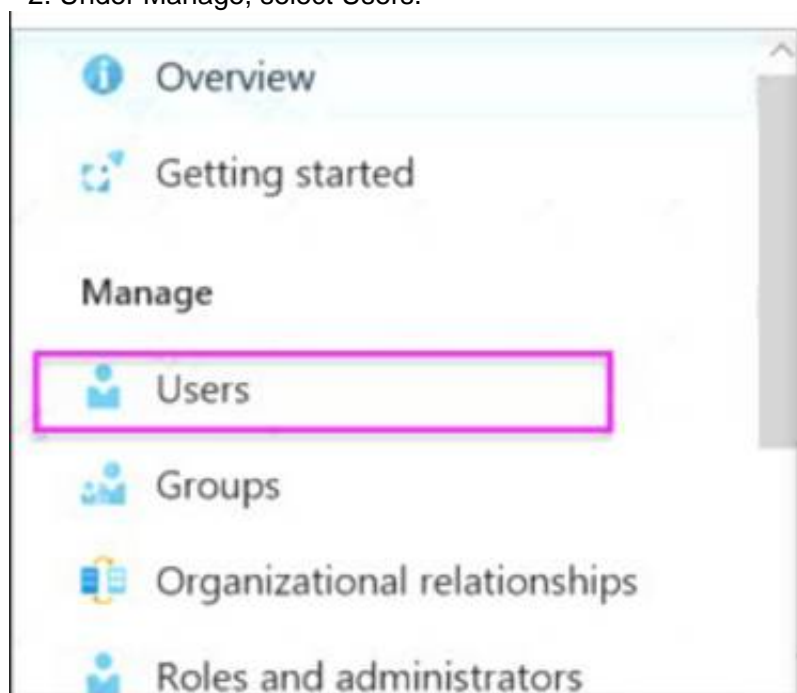 2. Under Manage, select Users.
Overview
Getting started
Manage
Users
Groups
Organizational relationships
Roles and administrators